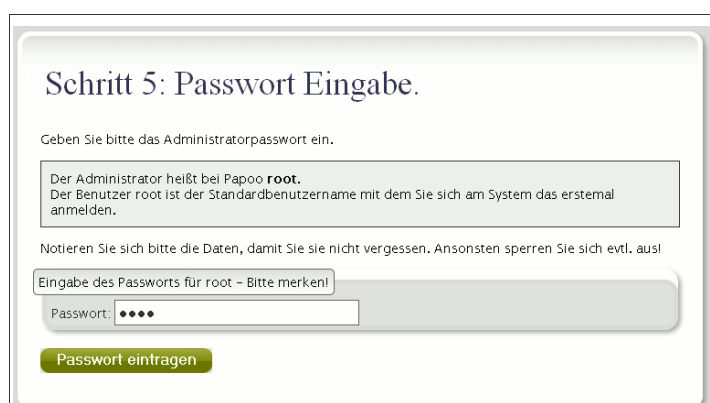 Schritt 5: Passwort Eingabe.
Geben Sie bitte das Administratorpasswort ein.
Der Administrator heißt bei Papoo root.
Der Benutzer root ist der Standardbenutzername mit dem Sie sich am System das erstemal
anmelden.
Notieren Sie sich bitte die Daten, damit Sie sie nicht vergessen. Ansonsten sperren Sie sich evtl. aus!
Eingabe des Passworts für root – Bitte merken!
Passwort: ●●●●
Passwort eintragen